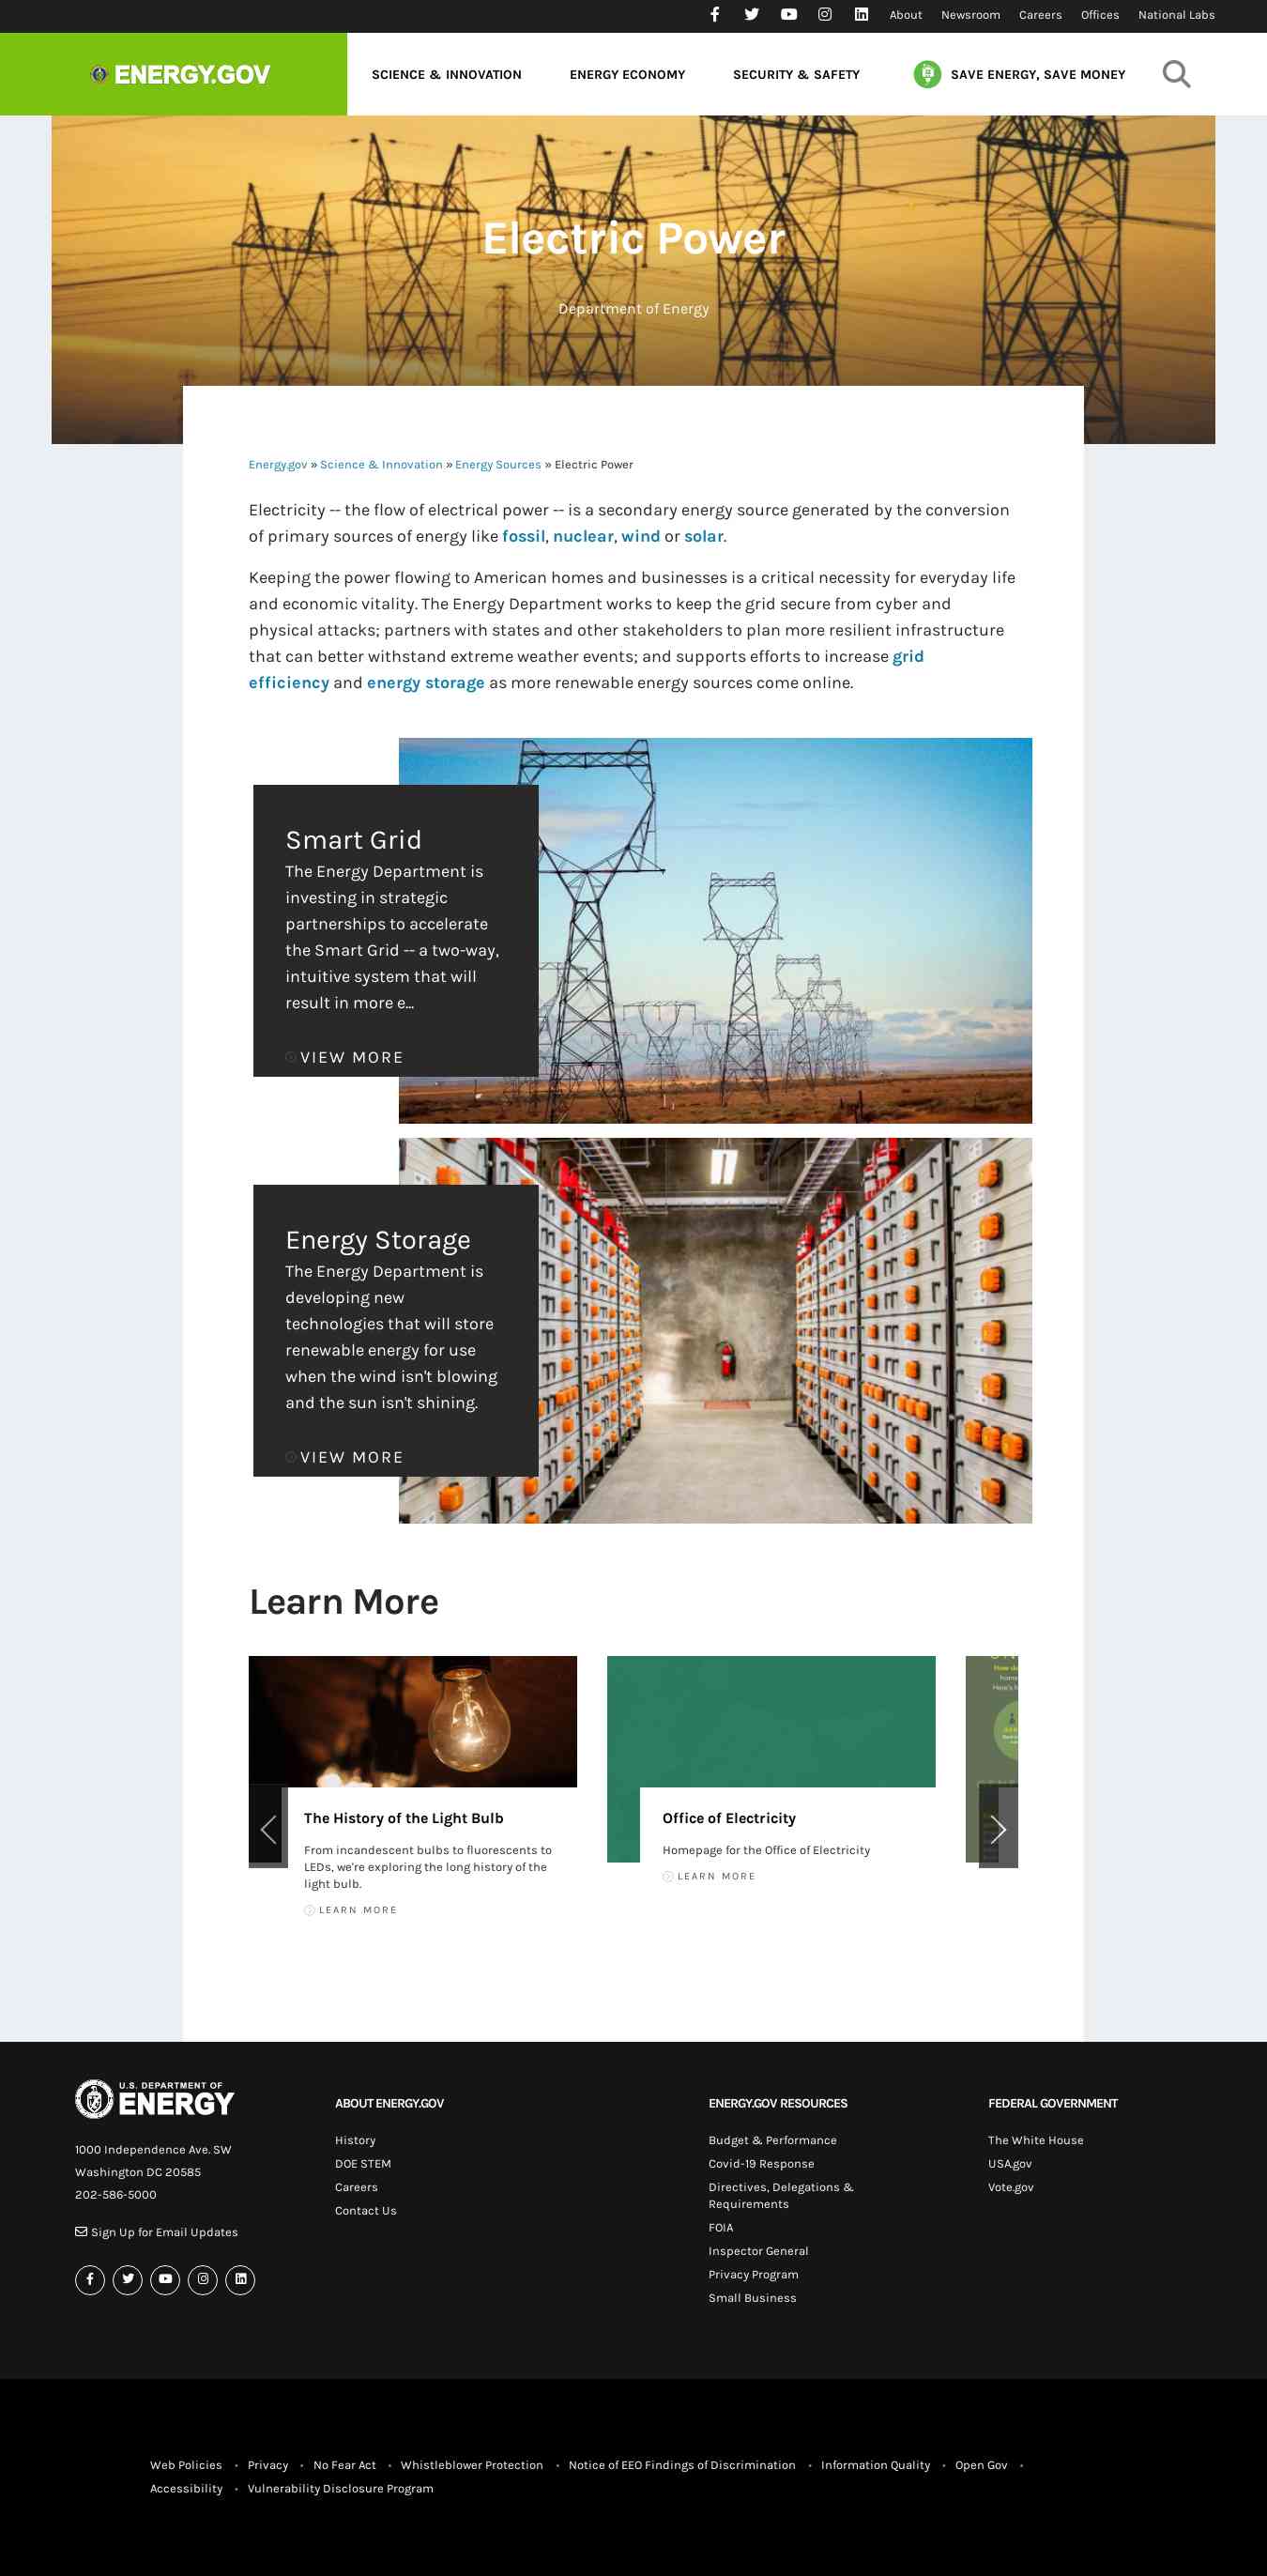 About Newsroom Careers Offices National Labs
ENERGY.GOV
SCIENCE & INNOVATION ENERGY ECONOMY SECURITY & SAFETY SAVE ENERGY, SAVE MONEY
Electric Power
Department of Energy
Energy.gov » Science & Innovation » Energy Sources » Electric Power
Electricity -- the flow of electrical power -- is a secondary energy source generated by the conversion
of primary sources of energy like fossil, nuclear, wind or solar.
Keeping the power flowing to American homes and businesses is a critical necessity for everyday life
and economic vitality. The Energy Department works to keep the grid secure from cyber and
physical attacks; partners with states and other stakeholders to plan more resilient infrastructure
that can better withstand extreme weather events; and supports efforts to increase grid
efficiency and energy storage as more renewable energy sources come online.
Smart Grid
The Energy Department is
investing in strategic
partnerships to accelerate
the Smart Grid -- a two-way,
intuitive system that will
result in more e...
VIEW MORE
Energy Storage
The Energy Department is
developing new
technologies that will store
renewable energy for use
when the wind isn't blowing
and the sun isn't shining.
VIEW MORE
Learn More
The History of the Light Bulb
From incandescent bulbs to fluorescents to
LEDs, we're exploring the long history of the
light bulb.
LEARN MORE
Office of Electricity
Homepage for the Office of Electricity
LEARN MORE
U.S. DEPARTMENT OF
ENERGY
1000 Independence Ave. SW
Washington DC 20585
202-586-5000
Sign Up for Email Updates
ABOUT ENERGY.GOV
History
DOE STEM
Careers
Contact Us
ENERGY.GOV RESOURCES
Budget & Performance
Covid-19 Response
Directives, Delegations &
Requirements
FOIA
Inspector General
Privacy Program
Small Business
FEDERAL GOVERNMENT
The White House
USA.gov
Vote.gov
Web Policies • Privacy • No Fear Act • Whistleblower Protection • Notice of EEO Findings of Discrimination • Information Quality • Open Gov •
Accessibility • Vulnerability Disclosure Program